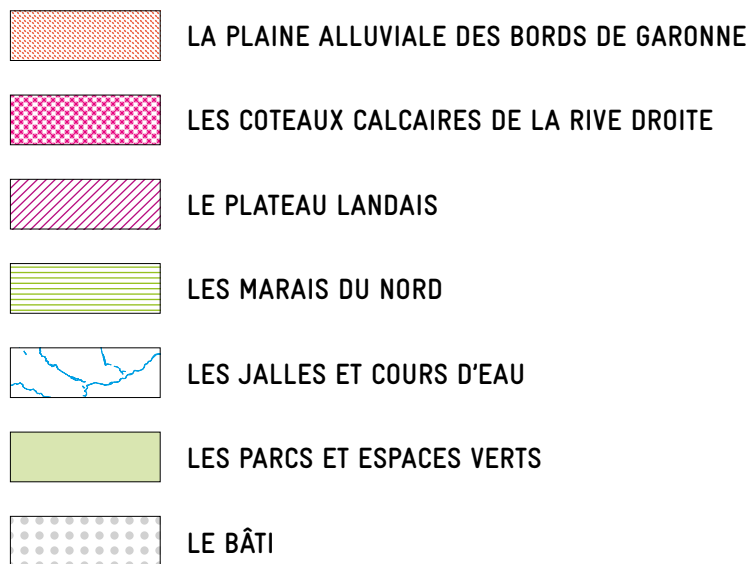 LA PLAINE ALLUVIALE DES BORDS DE GARONNE
LES COTEAUX CALCAIRES DE LA RIVE DROITE
LE PLATEAU LANDAIS
LES MARAIS DU NORD
LES JALLES ET COURS D'EAU
LES PARCS ET ESPACES VERTS
LE BÂTI